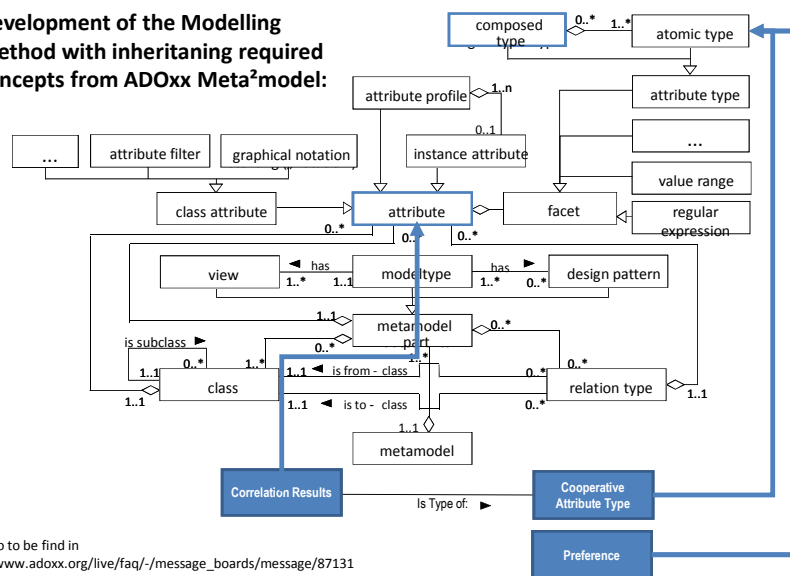 evelopment of the Modelling
ethod with inheritaning required
oncepts from ADOxx Meta²model:
composed
type
0..*
1..*
atomic type
attribute profile
1..n
attribute type
0..1
...
attribute filter
graphical notation
instance attribute
...
value range
class attribute
attribute
facet
regular
expression
0..*
0..
0..*
view
has
modeltype
has
design pattern
1..*
1..1
1..*
0..*
1..1
metamodel
part
0..*
is subclass
0..*
0..*
1..*
1..*
0..*
1..1
class
1..1
is from - class
0..*
relation type
1..1
1..1
is to - class
0..*
1..1
1..1
metamodel
Correlation Results
Is Type of:
Cooperative
Attribute Type
Preference
o to be find in
www.adoxx.org/live/faq/-/message_boards/message/87131